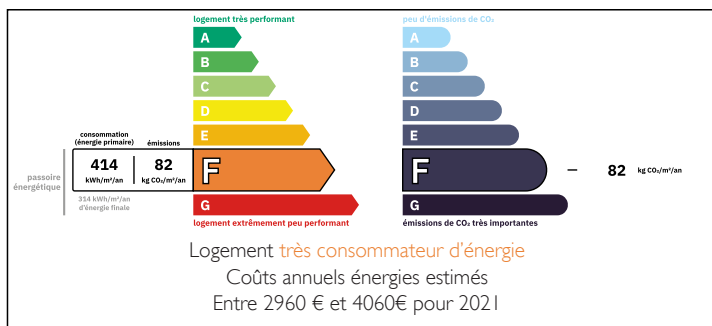 logement très performant
A
B
C
D
E
consommation
(énergie primaire)
émissions
414
kWh/m²/an
82
kg CO₂/m²/an
F
passoire
énergétique
314 kWh/m²/an
d'énergie finale
G
logement extrêmement peu performant
peu d'émissions de CO₂
A
B
C
D
E
F
82 kg CO₂/m²/an
G
émissions de CO₂ très importantes
Logement très consommateur d'énergie
Coûts annuels énergies estimés
Entre 2960 € et 4060€ pour 2021